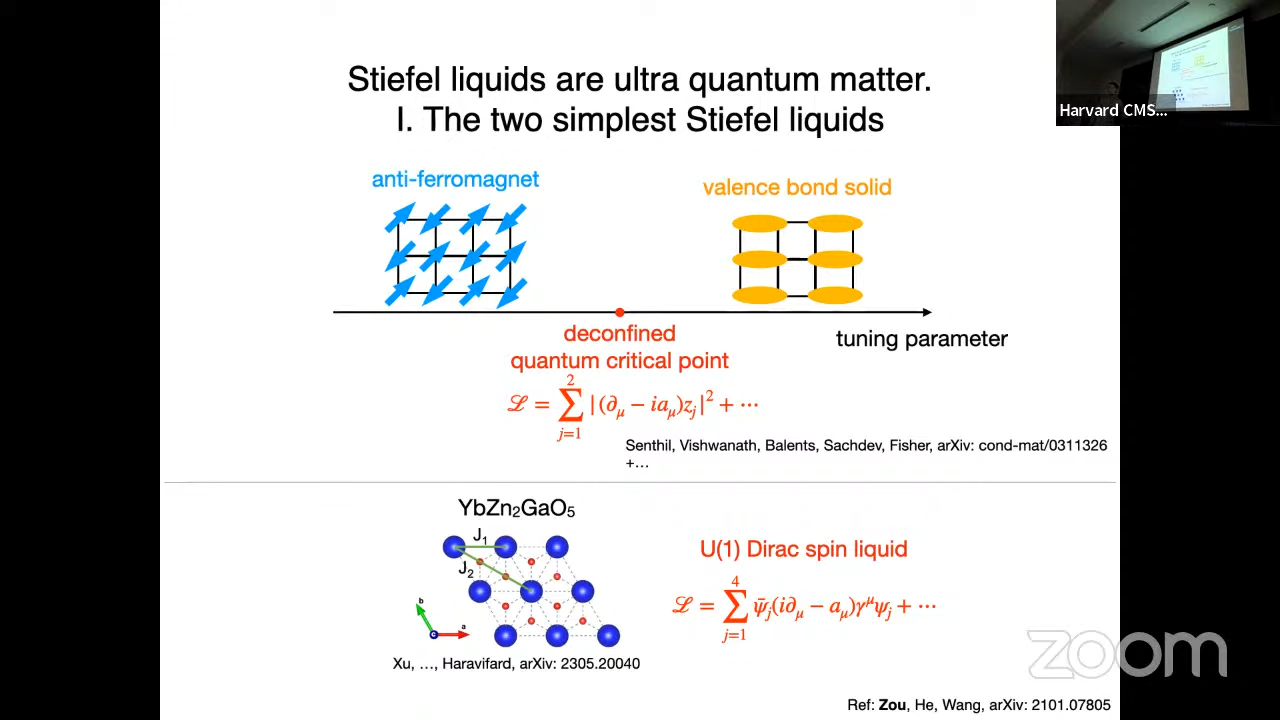 Stiefel liquids are ultra quantum matter.
I. The two simplest Stiefel liquids
Harvard CMS...
anti-ferromagnet
valence bond solid
deconfined
quantum critical point
tuning parameter
ℒ = ∑_{j=1}^{2} |(∂_μ − ia_μ)z_j|² + ⋯
Senthil, Vishwanath, Balents, Sachdev, Fisher, arXiv: cond-mat/0311326
+…
YbZn₂GaO₅
J₁
J₂
b
a
c
Xu, …, Haravifard, arXiv: 2305.20040
U(1) Dirac spin liquid
ℒ = ∑_{j=1}^{4} ψ̄_j(i∂_μ − a_μ)γ^μψ_j + ⋯
zoom
Ref: Zou, He, Wang, arXiv: 2101.07805